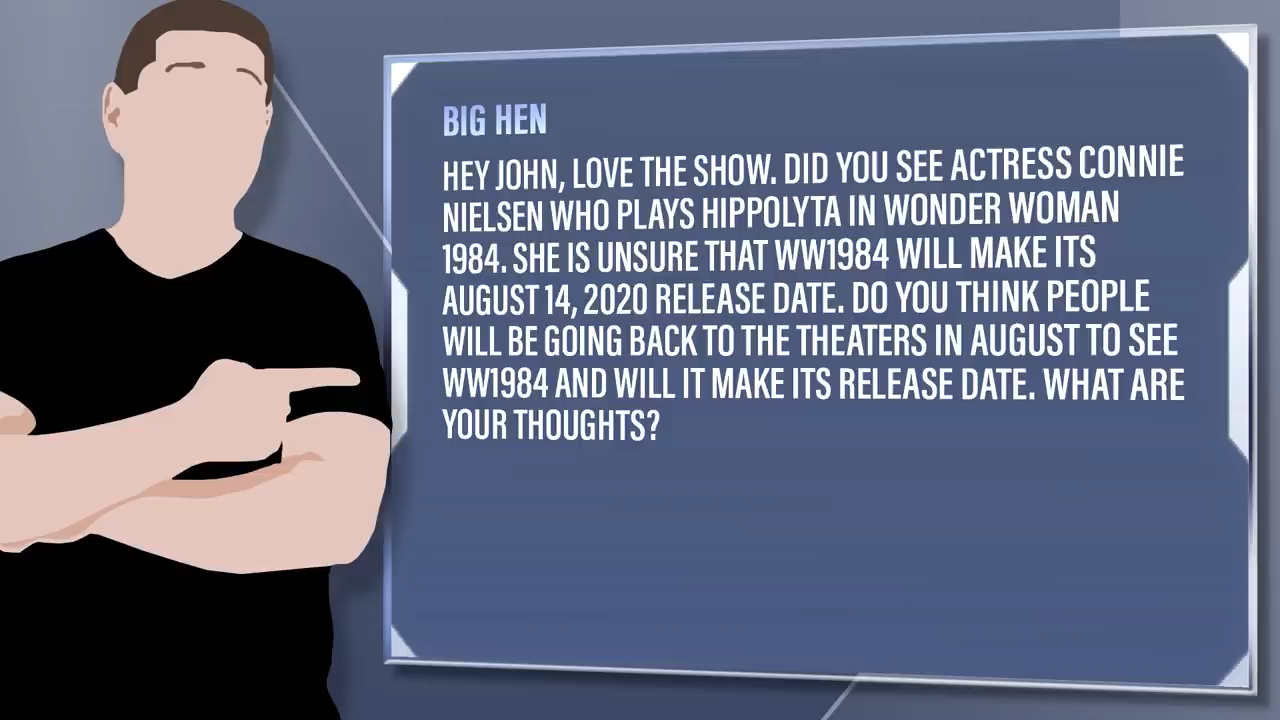 BIG HEN
HEY JOHN, LOVE THE SHOW. DID YOU SEE ACTRESS CONNIE
NIELSEN WHO PLAYS HIPPOLYTA IN WONDER WOMAN
1984. SHE IS UNSURE THAT WW1984 WILL MAKE ITS
AUGUST 14, 2020 RELEASE DATE. DO YOU THINK PEOPLE
WILL BE GOING BACK TO THE THEATERS IN AUGUST TO SEE
WW1984 AND WILL IT MAKE ITS RELEASE DATE. WHAT ARE
YOUR THOUGHTS?